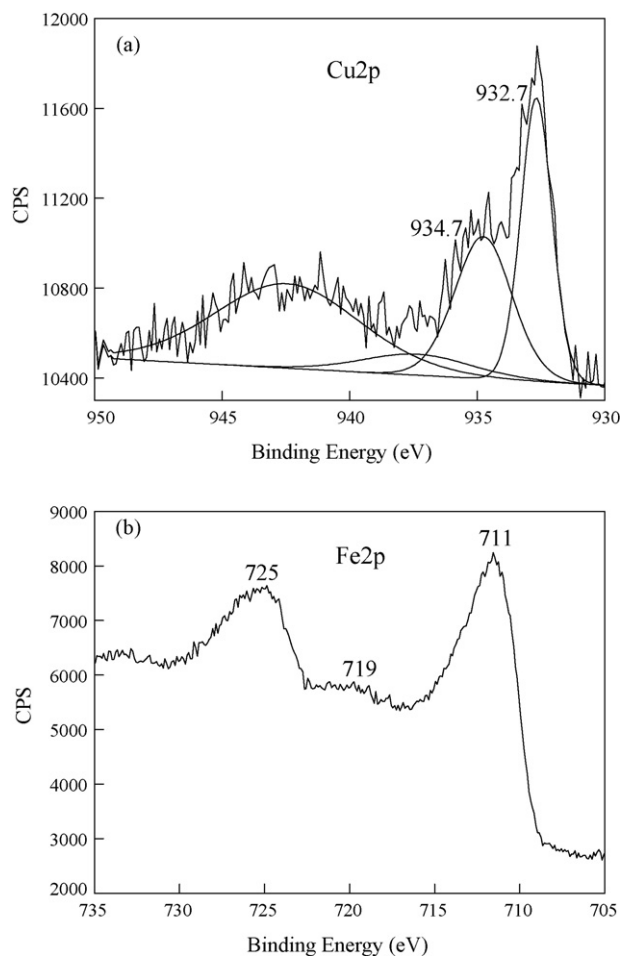 12000
(a)
Cu2p
11600
932.7
11200
CPS
934.7
10800
10400
950 945 940 935 930
Binding Energy (eV)
9000
(b)
711
Fe2p
8000
725
7000
719
6000
CPS
5000
4000
3000
2000
735 730 725 720 715 710 705
Binding Energy (eV)